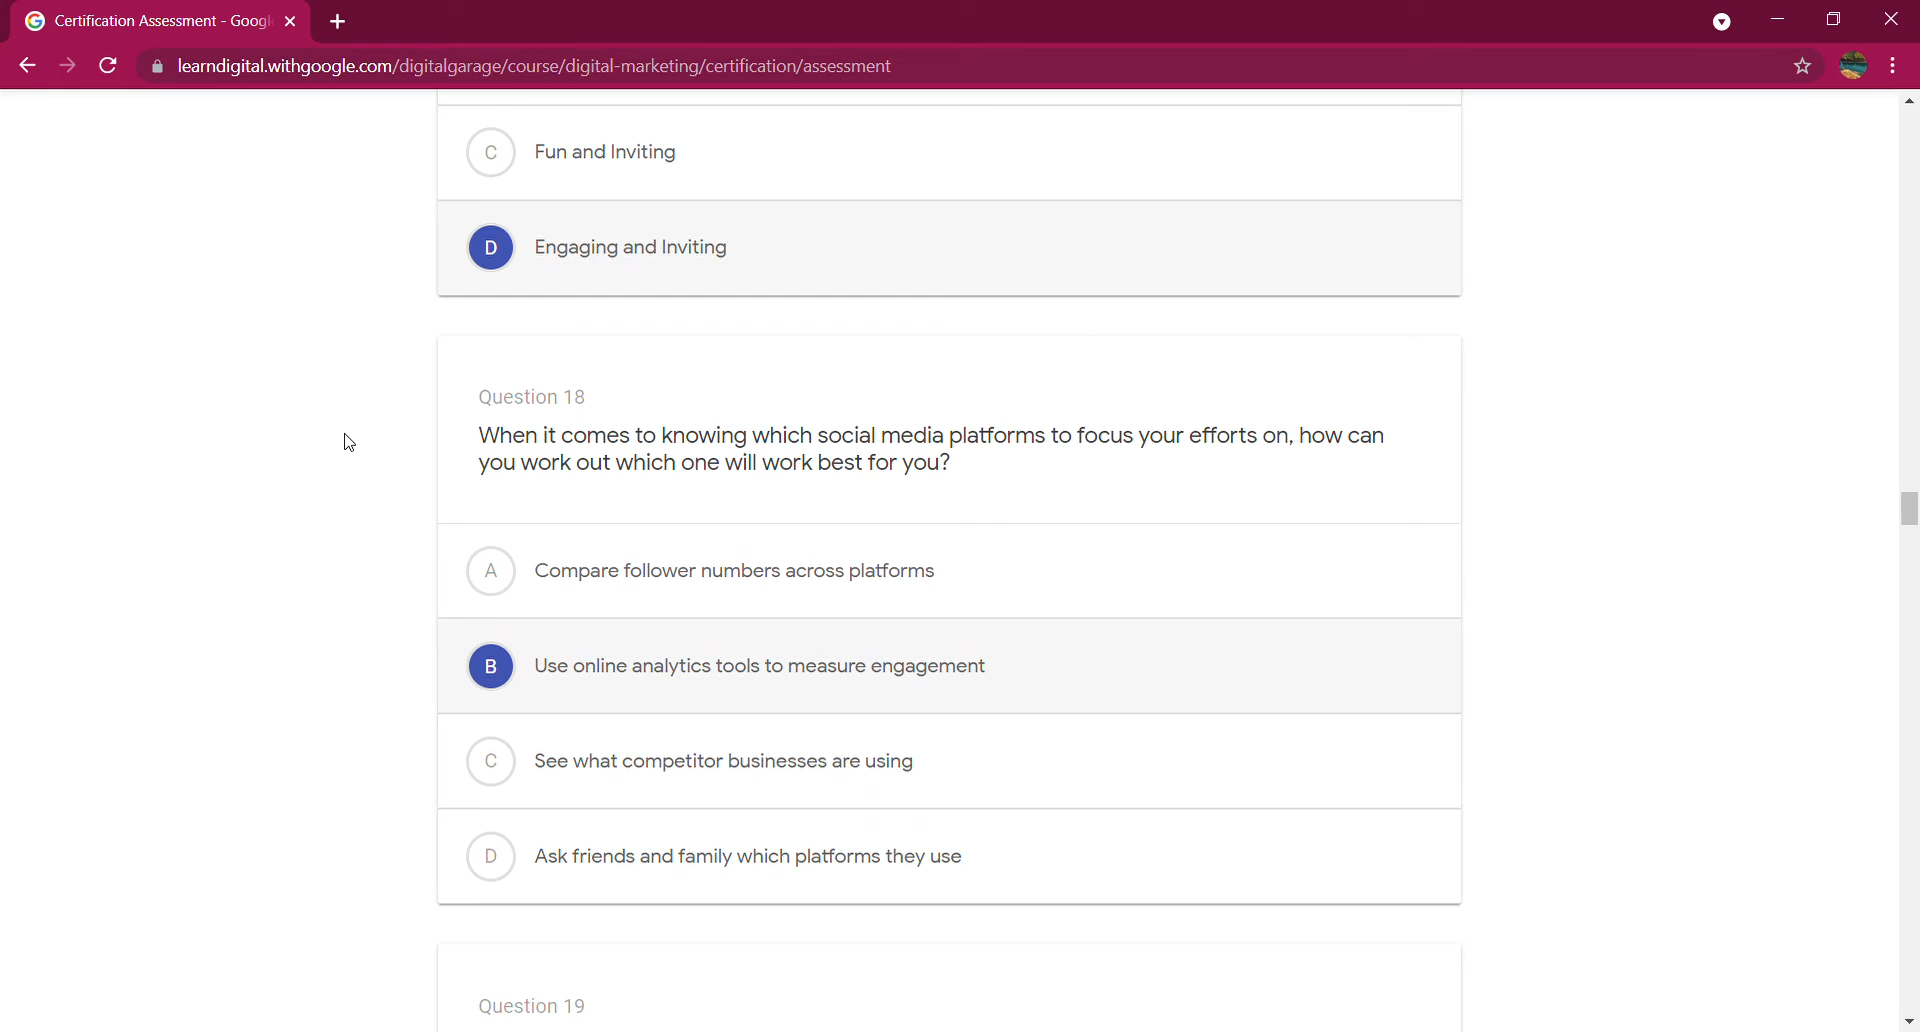 Certification Assessment - Googl
learndigital.withgoogle.com/digitalgarage/course/digital-marketing/certification/assessment
C Fun and Inviting
D Engaging and Inviting
Question 18
When it comes to knowing which social media platforms to focus your efforts on, how can
you work out which one will work best for you?
A Compare follower numbers across platforms
B Use online analytics tools to measure engagement
C See what competitor businesses are using
D Ask friends and family which platforms they use
Question 19